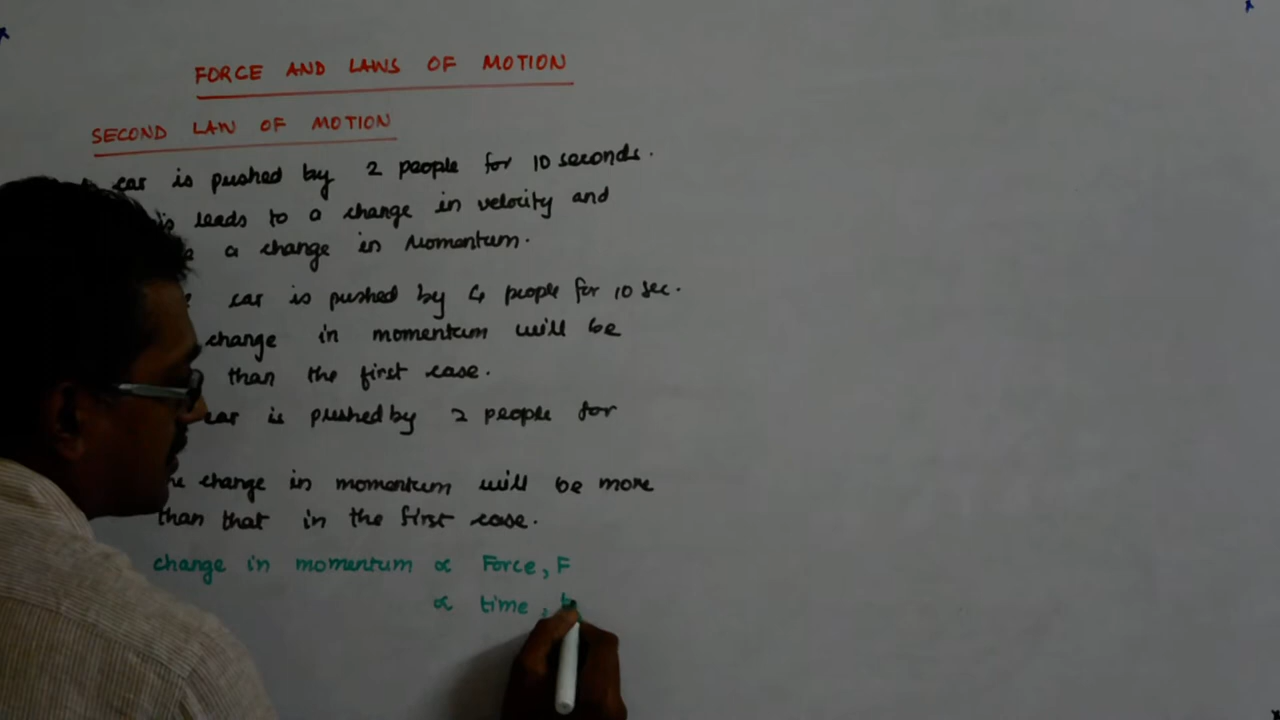 FORCE AND LAWS OF MOTION
SECOND LAW OF MOTION
car is pushed by 2 people for 10 seconds.
leads to a change in velocity and
a change in Momentum.
car is pushed by 4 people for 10 sec.
change in momentum will be
than the first case.
car is pushed by 2 people for
change in momentum will be more
than that in the first case.
change in momentum ∝ Force, F
∝ time, t